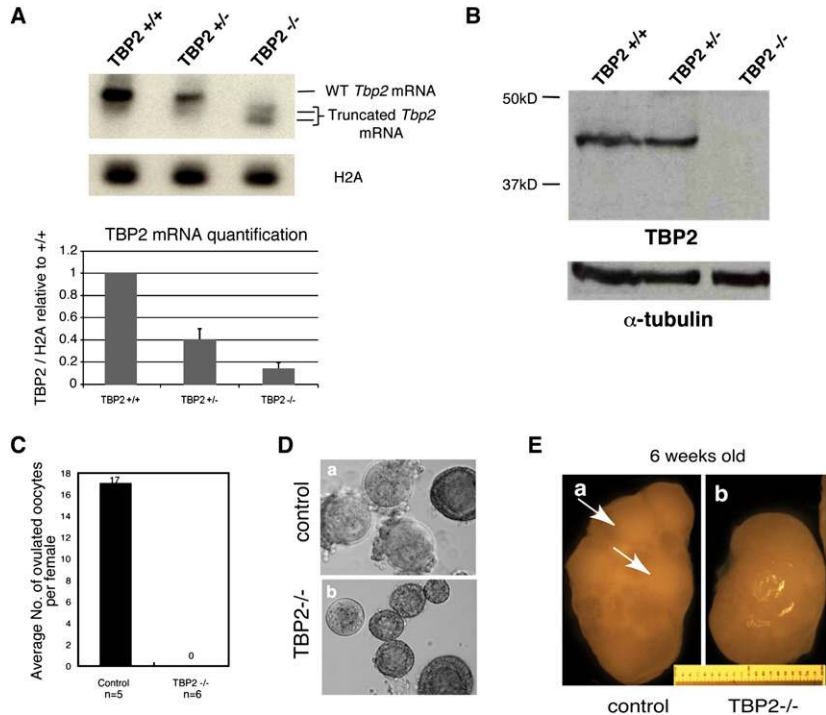 A
TBP2 +/+
TBP2 +/-
TBP2 -/-
WT Tbp2 mRNA
Truncated Tbp2
mRNA
H2A
TBP2 mRNA quantification
TBP2 / H2A relative to +/+
1.2
1
0.8
0.6
0.4
0.2
0
TBP2 +/+
TBP2 +/-
TBP2 -/-
B
TBP2 +/+
TBP2 +/-
TBP2 -/-
50kD
37kD
TBP2
α-tubulin
C
Average No. of ovulated oocytes
per female
18
16
14
12
10
8
6
4
2
0
17
0
Control
n=5
TBP2 -/-
n=6
D
a
control
b
TBP2-/-
E
6 weeks old
a
b
control
TBP2-/-